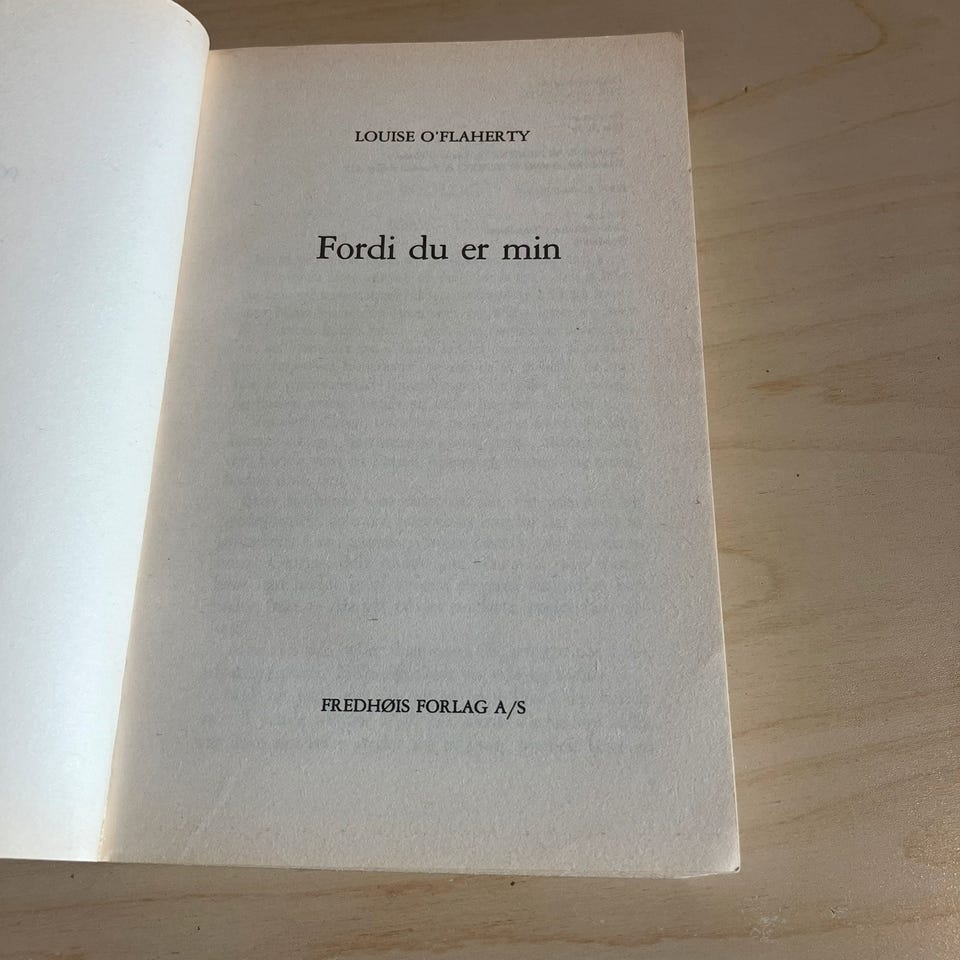 LOUISE O'FLAHERTY
Fordi du er min
FREDHØIS FORLAG A/S